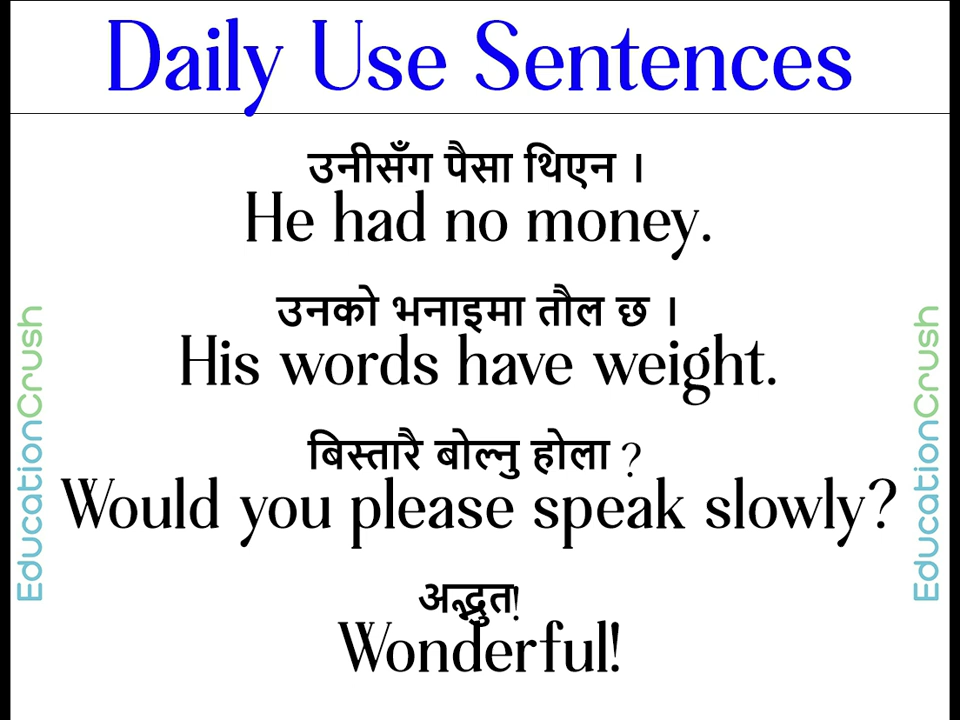 Daily Use Sentences
उनीसँग पैसा थिएन ।
He had no money.
उनको भनाइमा तौल छ ।
His words have weight.
बिस्तारै बोल्नु होला ?
Would you please speak slowly?
अद्भुत!
Wonderful!
EducationCrush
EducationCrush